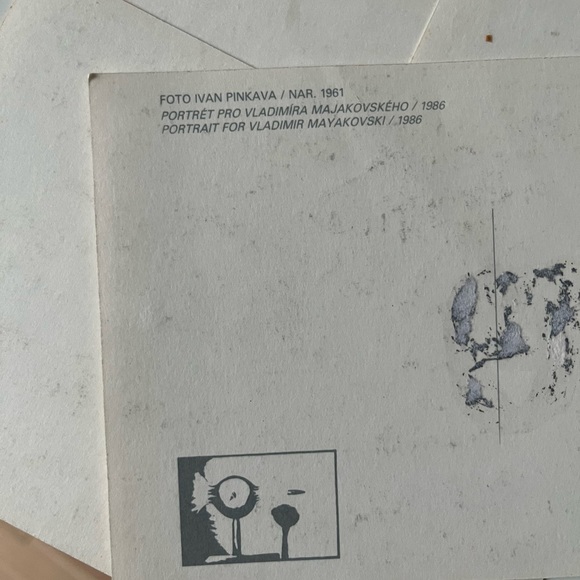 FOTO IVAN PINKAVA / NAR. 1961
PORTRÉT PRO VLADIMÍRA MAJAKOVSKÉHO / 1986
PORTRAIT FOR VLADIMIR MAYAKOVSKI / 1986